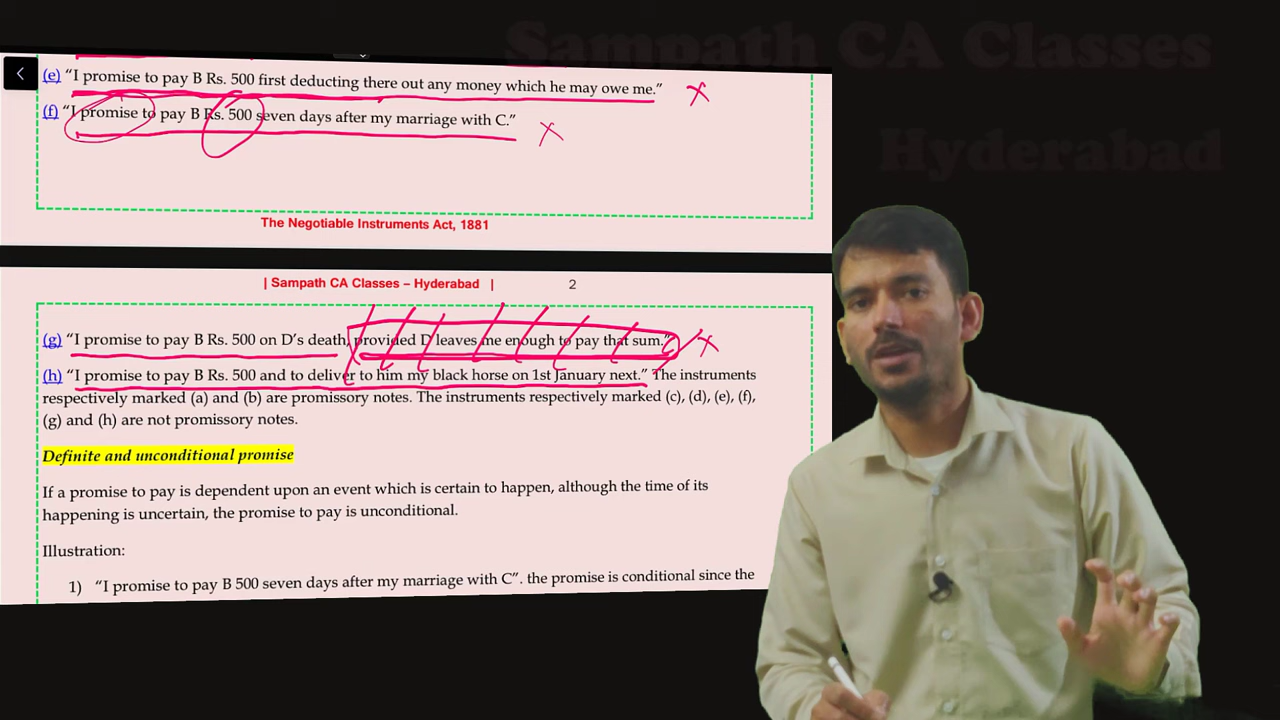 Sampath CA Classes
Hyderabad
(e) “I promise to pay B Rs. 500 first deducting there out any money which he may owe me.”
(f) “I promise to pay B Rs. 500 seven days after my marriage with C.”
The Negotiable Instruments Act, 1881
| Sampath CA Classes – Hyderabad | 2
(g) “I promise to pay B Rs. 500 on D’s death, provided D leaves me enough to pay that sum.”
(h) “I promise to pay B Rs. 500 and to deliver to him my black horse on 1st January next.” The instruments
respectively marked (a) and (b) are promissory notes. The instruments respectively marked (c), (d), (e), (f),
(g) and (h) are not promissory notes.
Definite and unconditional promise
If a promise to pay is dependent upon an event which is certain to happen, although the time of its
happening is uncertain, the promise to pay is unconditional.
Illustration:
1) “I promise to pay B 500 seven days after my marriage with C”. the promise is conditional since the